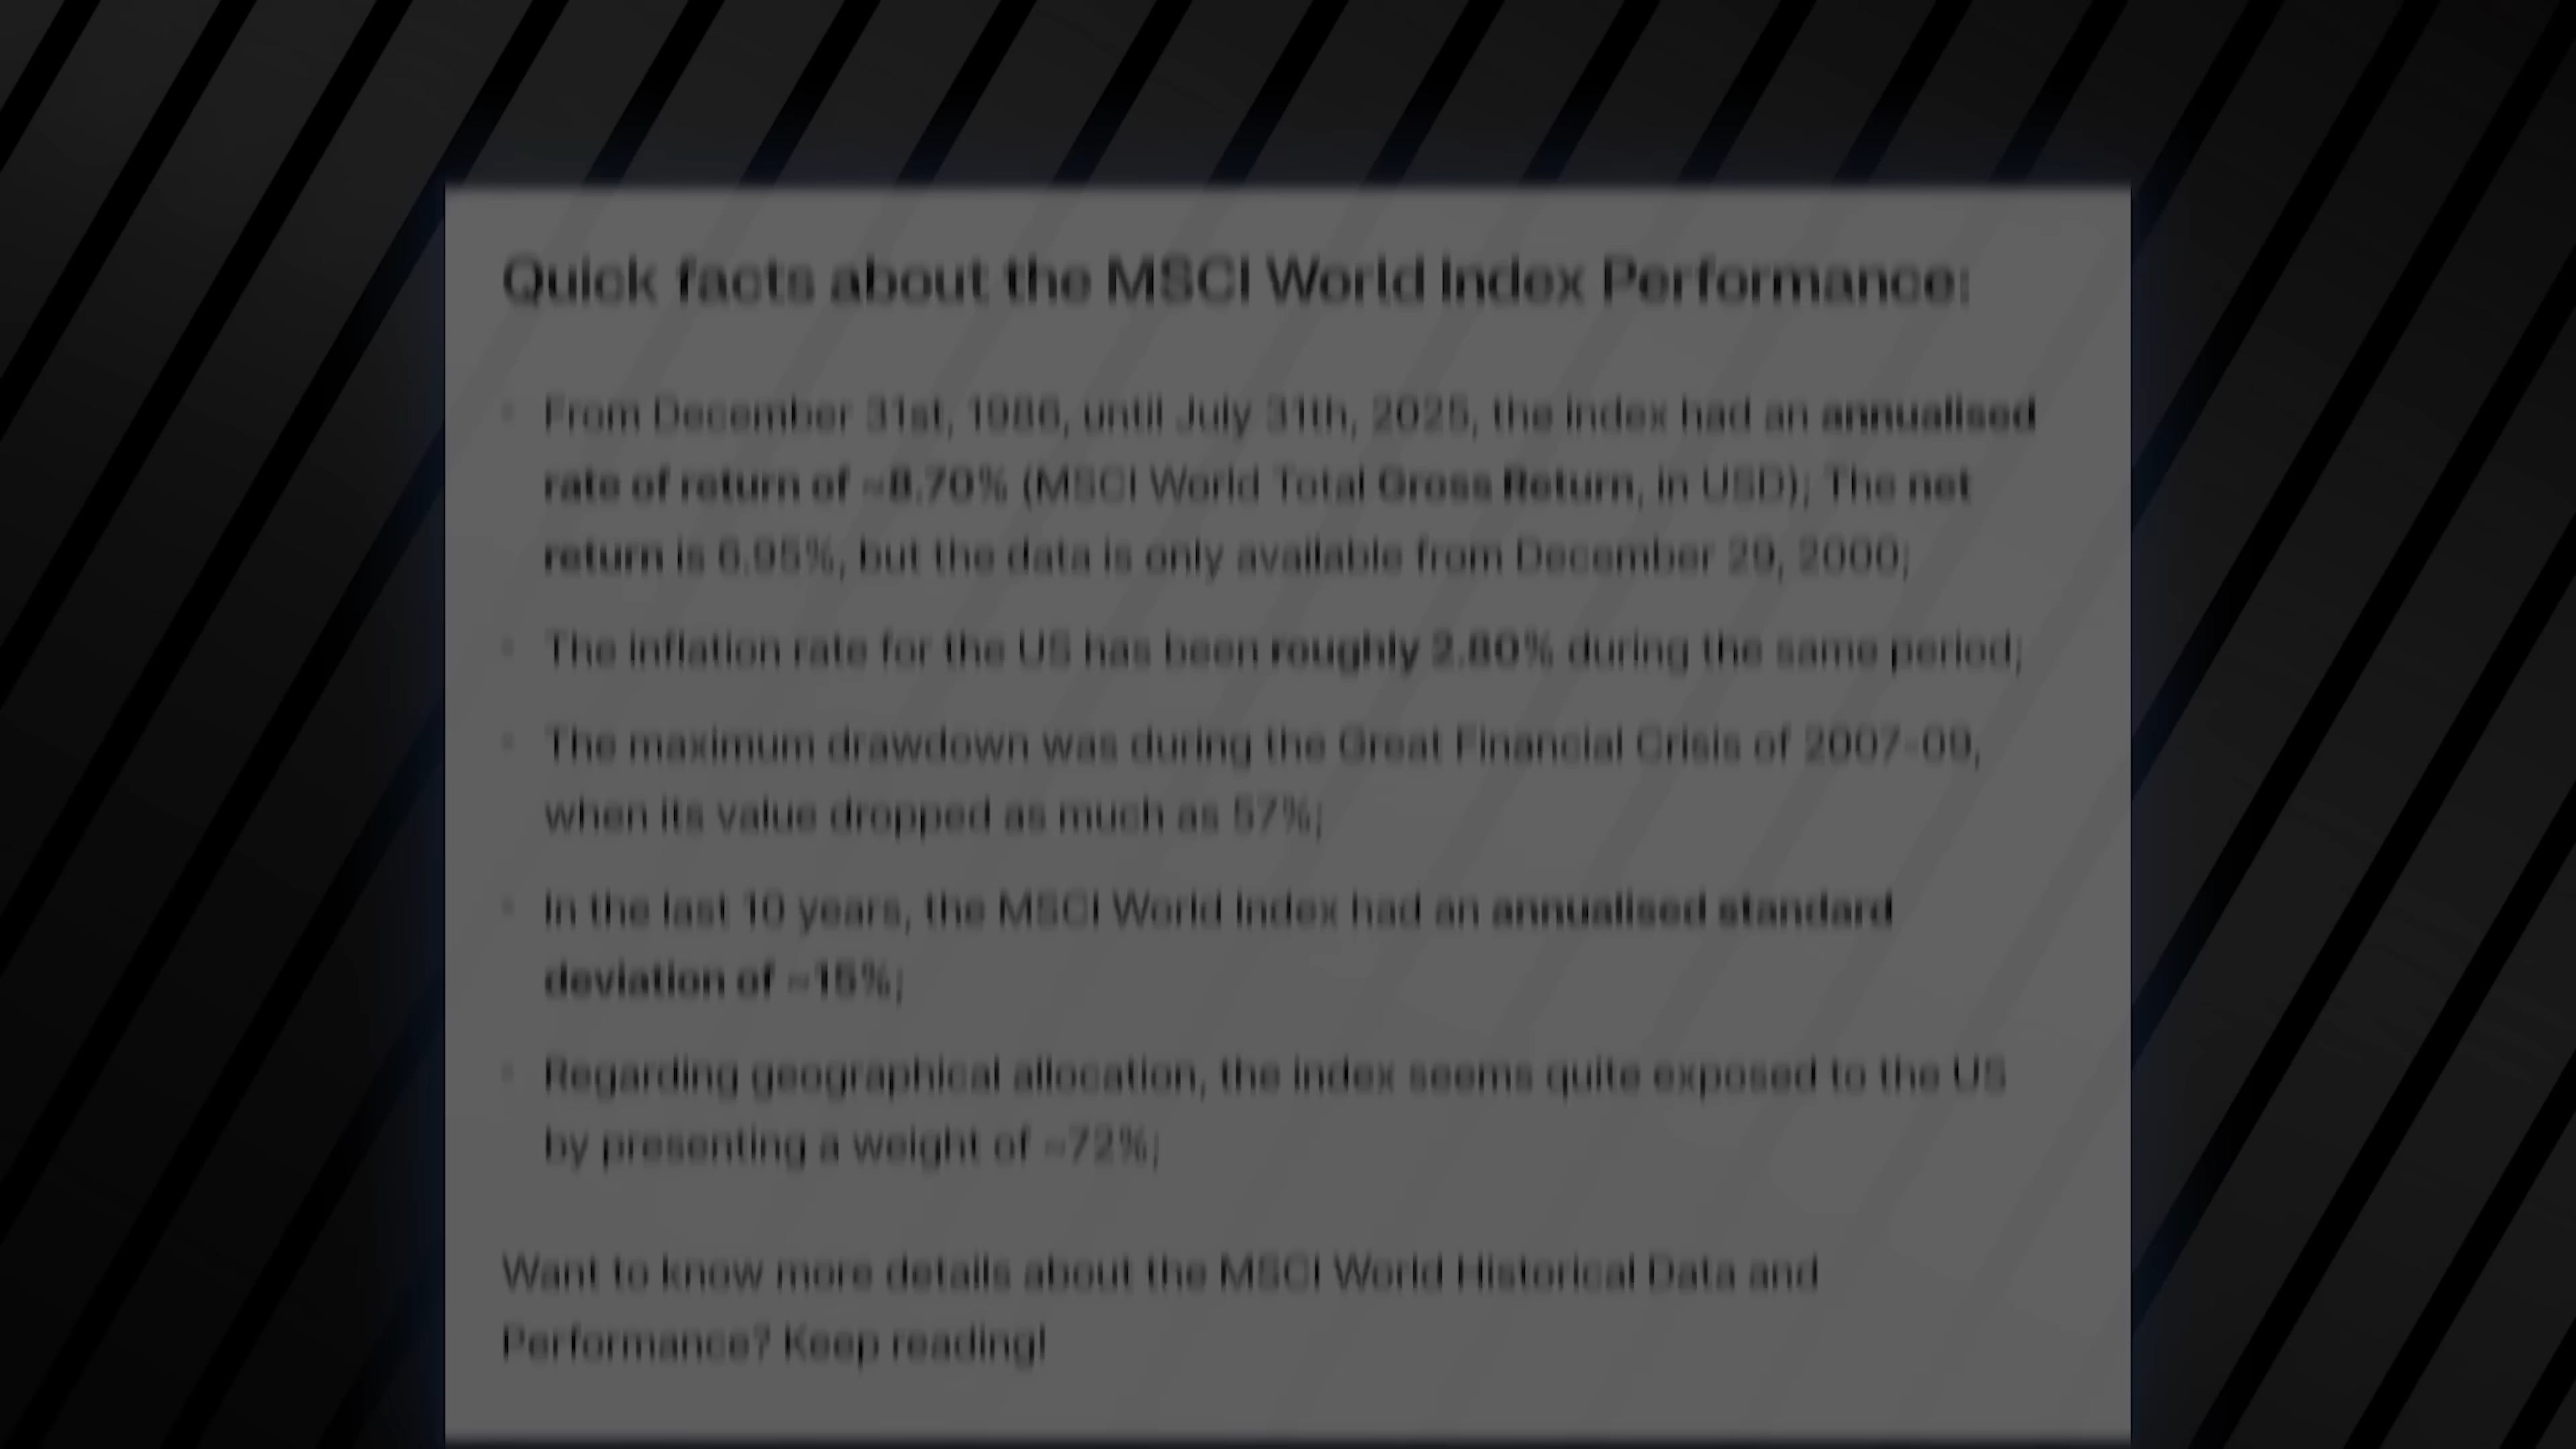 Quick facts about the MSCI World Index Performance:
From December 31st, 1986, until July 31th, 2025, the index had an annualised
rate of return of ~8.70% (MSCI World Total Gross Return, in USD); The net
return is 6.95%, but the data is only available from December 29, 2000;
The inflation rate for the US has been roughly 2.80% during the same period;
The maximum drawdown was during the Great Financial Crisis of 2007-09,
when its value dropped as much as 57%;
In the last 10 years, the MSCI World Index had an annualised standard
deviation of ~15%;
Regarding geographical allocation, the index seems quite exposed to the US
by presenting a weight of ~72%;
Want to know more details about the MSCI World Historical Data and
Performance? Keep reading!